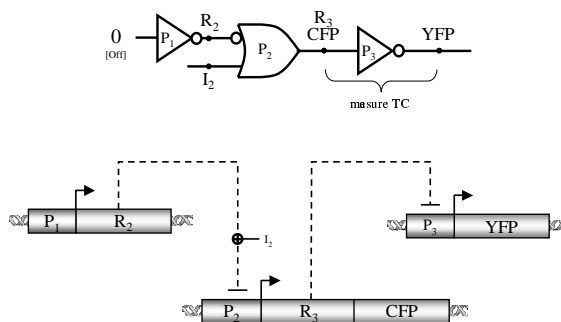 R3
R2 CFP YFP
0 P1 P2 P3
[Off]
I2
measure TC
P1 R2
P3 YFP
I2
P2 R3 CFP